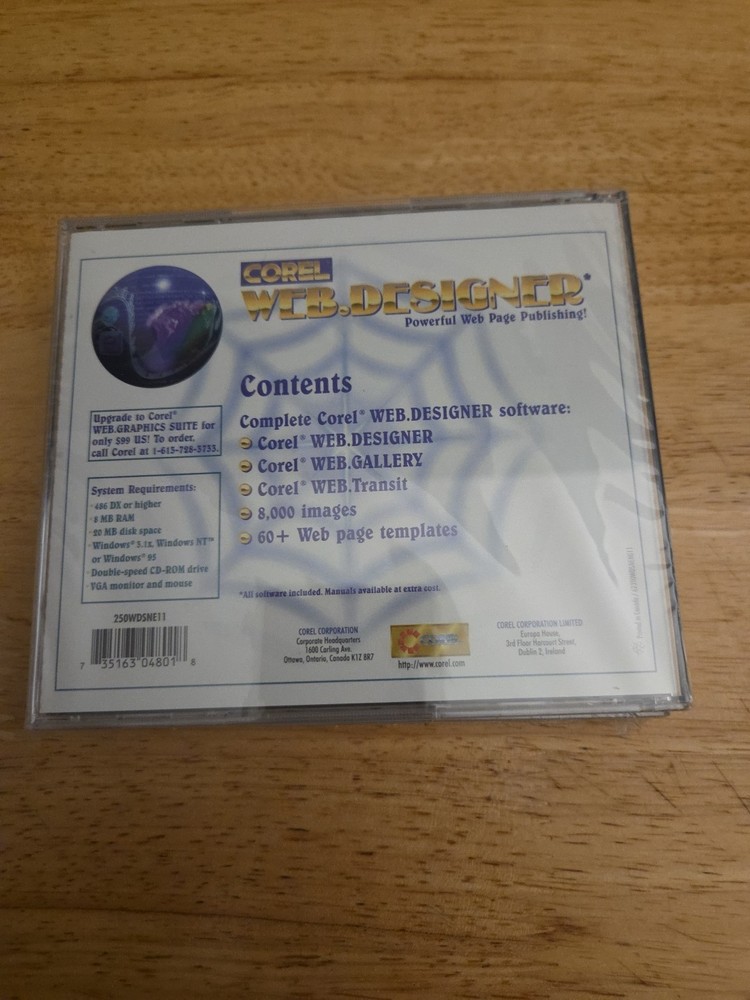 COREL
WEB.DESIGNER*
Powerful Web Page Publishing!
Contents
Complete Corel® WEB.DESIGNER software:
Corel® WEB.DESIGNER
Corel® WEB.GALLERY
Corel® WEB.Transit
8,000 images
60+ Web page templates
*All software included. Manuals available at extra cost.
Upgrade to Corel®
WEB.GRAPHICS SUITE for
only $99 US! To order,
call Corel at 1-613-728-3733.
System Requirements:
· 486 DX or higher
· 8 MB RAM
· 20 MB disk space
· Windows® 3.1x, Windows NT™
or Windows® 95
· Double-speed CD-ROM drive
· VGA monitor and mouse
250WDSNE11
7 35163 04801 8
COREL CORPORATION
Corporate Headquarters
1600 Carling Ave.
Ottawa, Ontario, Canada K1Z 8R7
http://www.corel.com
COREL CORPORATION LIMITED
Europa House,
3rd Floor Harcourt Street,
Dublin 2, Ireland